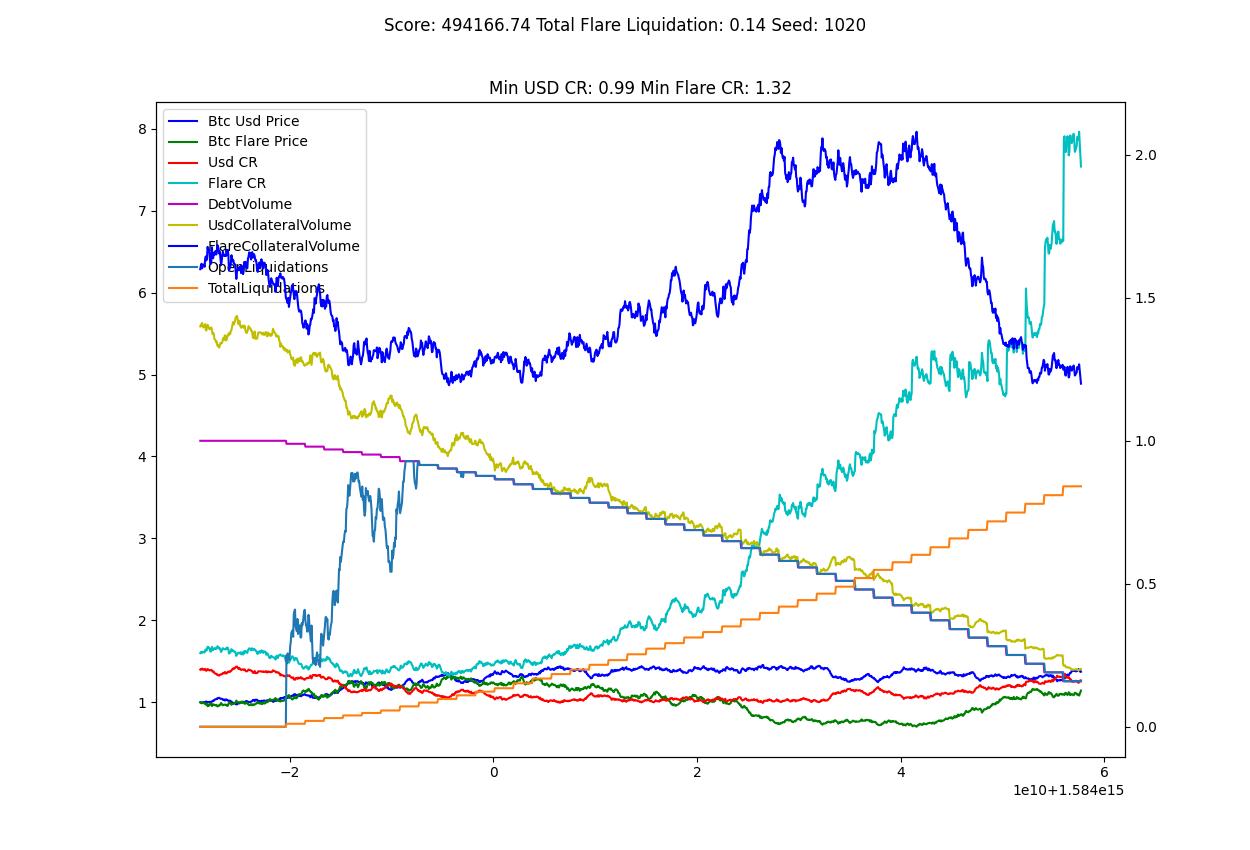 Score: 494166.74 Total Flare Liquidation: 0.14 Seed: 1020
Min USD CR: 0.99 Min Flare CR: 1.32
Btc Usd Price
Btc Flare Price
Usd CR
Flare CR
DebtVolume
UsdCollateralVolume
FlareCollateralVolume
OpenLiquidations
TotalLiquidations
8
7
6
5
4
3
2
1
2.0
1.5
1.0
0.5
0.0
−2 0 2 4 6
1e10+1.584e15